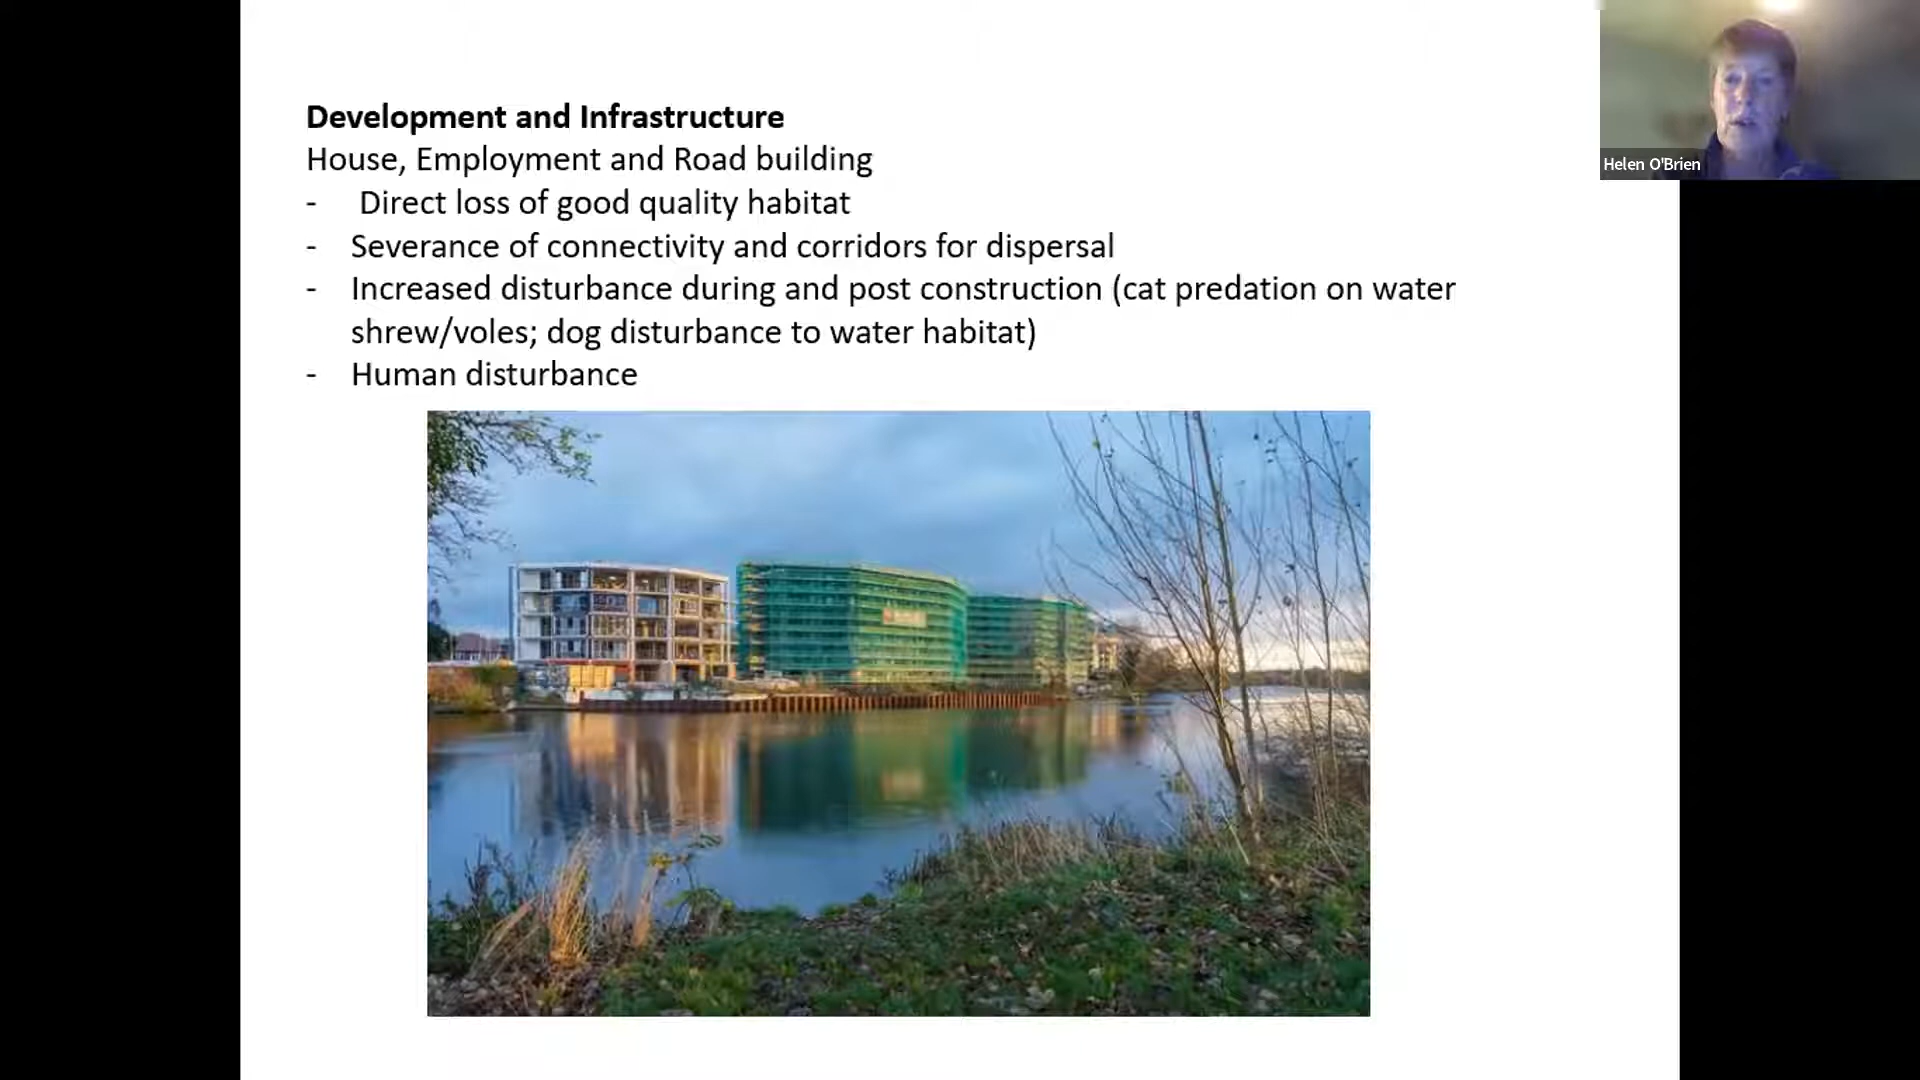 Development and Infrastructure
House, Employment and Road building
- Direct loss of good quality habitat
- Severance of connectivity and corridors for dispersal
- Increased disturbance during and post construction (cat predation on water
shrew/voles; dog disturbance to water habitat)
- Human disturbance
Helen O'Brien